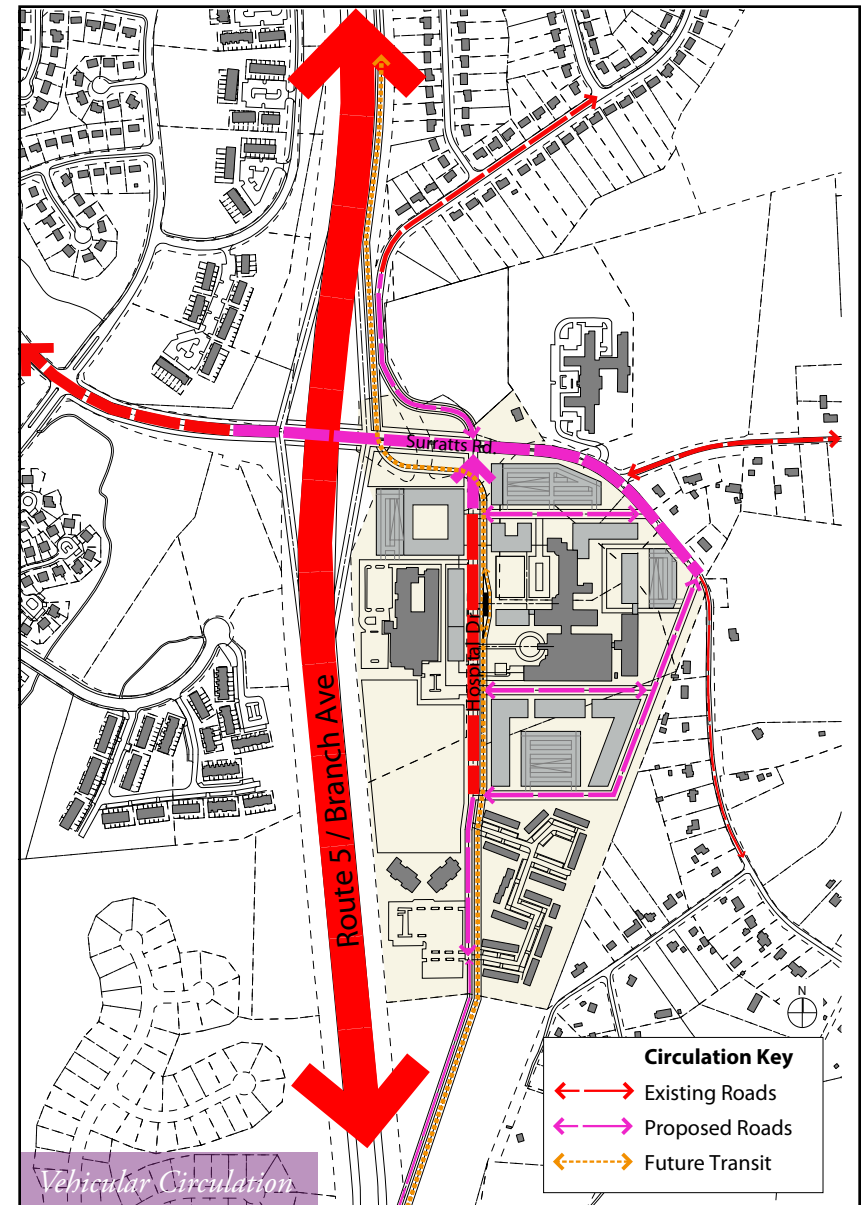 Surratts Rd.
Hospital Dr.
Route 5 / Branch Ave
N
Circulation Key
Existing Roads
Proposed Roads
Future Transit
Vehicular Circulation